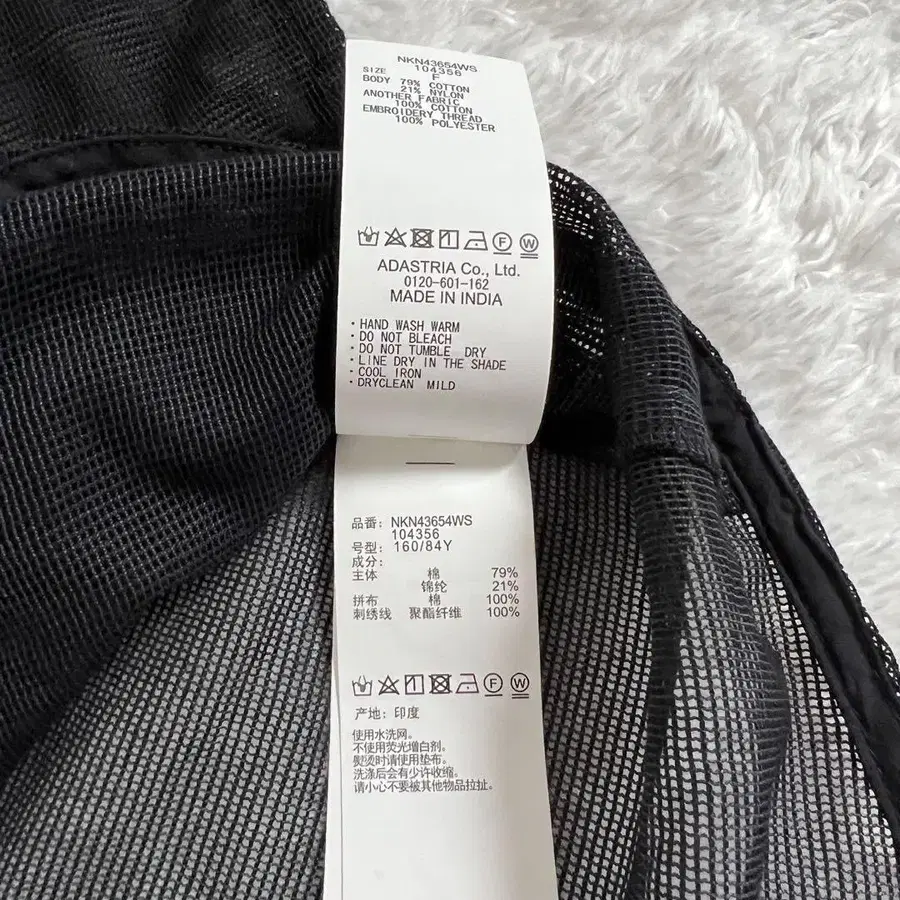 NKN43654WS
104356
SIZE F
BODY 79% COTTON
21% NYLON
ANOTHER FABRIC
100% COTTON
EMBROIDERY THREAD
100% POLYESTER
F W
ADASTRIA Co., Ltd.
0120-601-162
MADE IN INDIA
・HAND WASH WARM
・DO NOT BLEACH
・DO NOT TUMBLE DRY
・LINE DRY IN THE SHADE
・COOL IRON
・DRYCLEAN MILD
品番: NKN43654WS
104356
号型: 160/84Y
成分:
主体 棉 79%
锦纶 21%
拼布 棉 100%
刺绣线 聚酯纤维 100%
F W
产地: 印度
使用水洗网。
不使用荧光增白剂。
熨烫时请使用垫布。
洗涤后会有少许收缩。
请小心不要被其他物品拉扯。